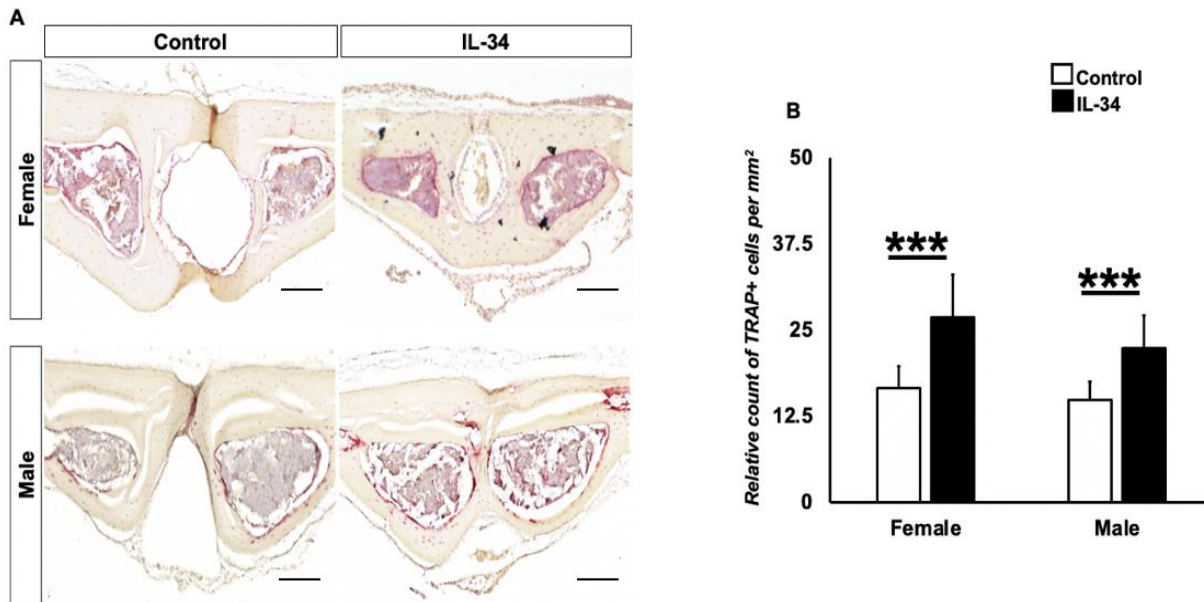 A
Control
IL-34
Female
Male
B
Control
IL-34
Relative count of TRAP+ cells per mm²
50
37.5
25
12.5
0
***
***
Female
Male